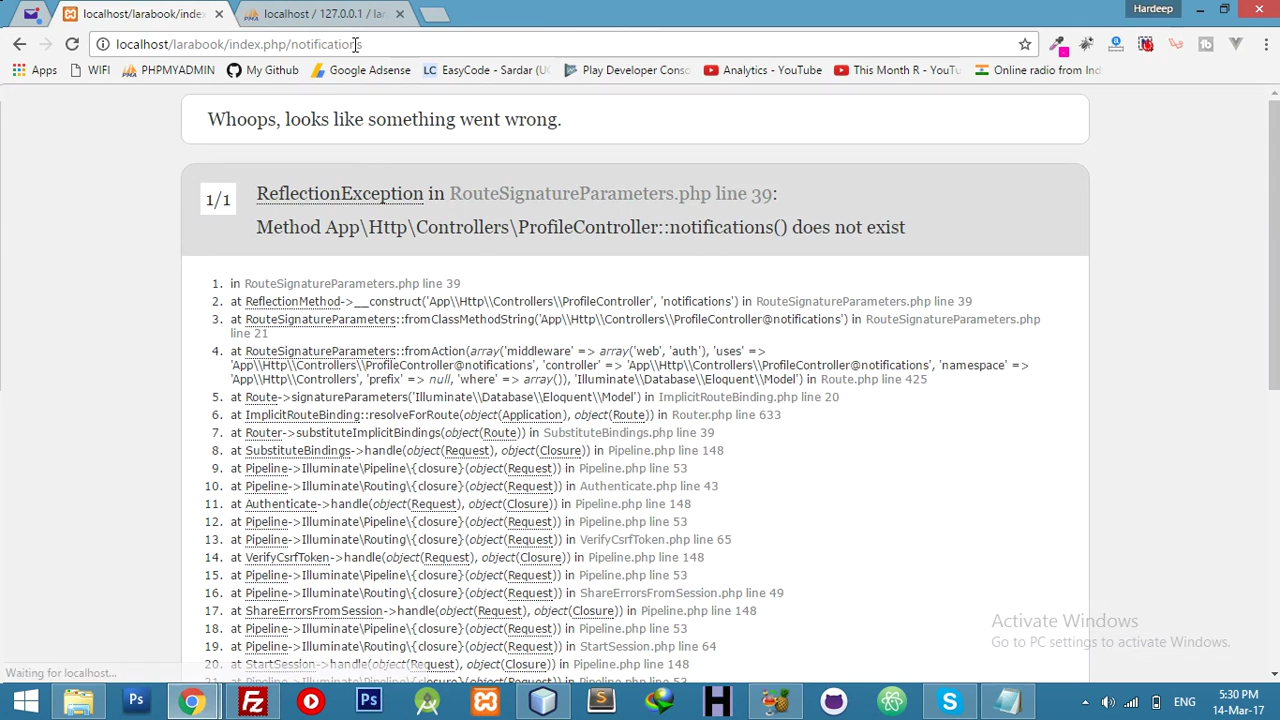 localhost/larabook/index
localhost / 127.0.0.1 / lar
Hardeep
localhost/larabook/index.php/notifications
Apps
WIFI
PHPMYADMIN
My Github
Google Adsense
EasyCode - Sardar (UC
Play Developer Conso
Analytics - YouTube
This Month R - YouTu
Online radio from Ind
Whoops, looks like something went wrong.
1/1
ReflectionException in RouteSignatureParameters.php line 39:
Method App\Http\Controllers\ProfileController::notifications() does not exist
1. in RouteSignatureParameters.php line 39
2. at ReflectionMethod->__construct('App\\Http\\Controllers\\ProfileController', 'notifications') in RouteSignatureParameters.php line 39
3. at RouteSignatureParameters::fromClassMethodString('App\\Http\\Controllers\\ProfileController@notifications') in RouteSignatureParameters.php
line 21
4. at RouteSignatureParameters::fromAction(array('middleware' => array('web', 'auth'), 'uses' =>
'App\\Http\\Controllers\\ProfileController@notifications', 'controller' => 'App\\Http\\Controllers\\ProfileController@notifications', 'namespace' =>
'App\\Http\\Controllers', 'prefix' => null, 'where' => array()), 'Illuminate\\Database\\Eloquent\\Model') in Route.php line 425
5. at Route->signatureParameters('Illuminate\\Database\\Eloquent\\Model') in ImplicitRouteBinding.php line 20
6. at ImplicitRouteBinding::resolveForRoute(object(Application), object(Route)) in Router.php line 633
7. at Router->substituteImplicitBindings(object(Route)) in SubstituteBindings.php line 39
8. at SubstituteBindings->handle(object(Request), object(Closure)) in Pipeline.php line 148
9. at Pipeline->Illuminate\Pipeline\{closure}(object(Request)) in Pipeline.php line 53
10. at Pipeline->Illuminate\Routing\{closure}(object(Request)) in Authenticate.php line 43
11. at Authenticate->handle(object(Request), object(Closure)) in Pipeline.php line 148
12. at Pipeline->Illuminate\Pipeline\{closure}(object(Request)) in Pipeline.php line 53
13. at Pipeline->Illuminate\Routing\{closure}(object(Request)) in VerifyCsrfToken.php line 65
14. at VerifyCsrfToken->handle(object(Request), object(Closure)) in Pipeline.php line 148
15. at Pipeline->Illuminate\Pipeline\{closure}(object(Request)) in Pipeline.php line 53
16. at Pipeline->Illuminate\Routing\{closure}(object(Request)) in ShareErrorsFromSession.php line 49
17. at ShareErrorsFromSession->handle(object(Request), object(Closure)) in Pipeline.php line 148
18. at Pipeline->Illuminate\Pipeline\{closure}(object(Request)) in Pipeline.php line 53
19. at Pipeline->Illuminate\Routing\{closure}(object(Request)) in StartSession.php line 64
20. at StartSession->handle(object(Request), object(Closure)) in Pipeline.php line 148
Activate Windows
Go to PC settings to activate Windows.
Waiting for localhost...
ENG
5:30 PM
14-Mar-17